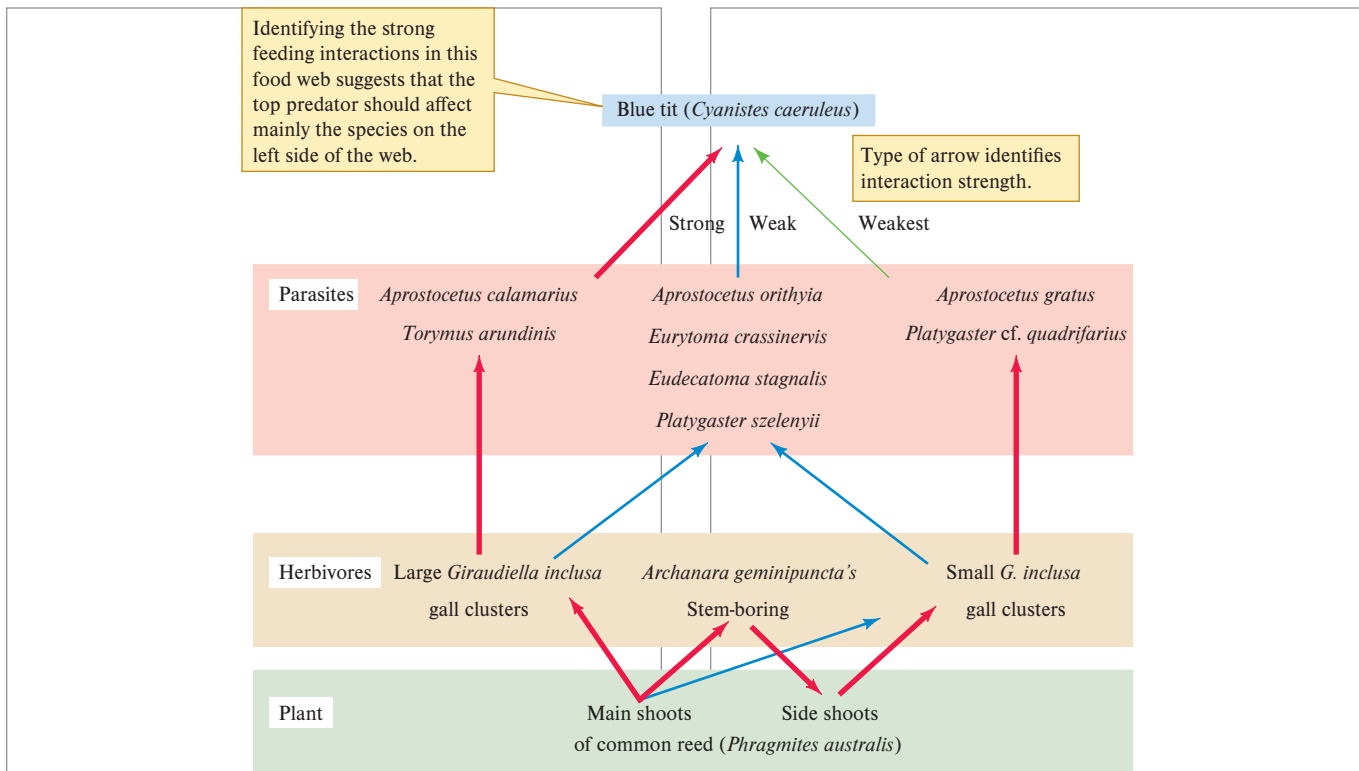 Identifying the strong
feeding interactions in this
food web suggests that the
top predator should affect
mainly the species on the
left side of the web.
Blue tit (Cyanistes caeruleus)
Type of arrow identifies
interaction strength.
Strong
Weak
Weakest
Parasites
Aprostocetus calamarius
Torymus arundinis
Aprostocetus orithyia
Eurytoma crassinervis
Eudecatoma stagnalis
Platygaster szelenyii
Aprostocetus gratus
Platygaster cf. quadrifarius
Herbivores
Large Giraudiella inclusa
gall clusters
Archanara geminipuncta's
Stem-boring
Small G. inclusa
gall clusters
Plant
Main shoots
Side shoots
of common reed (Phragmites australis)